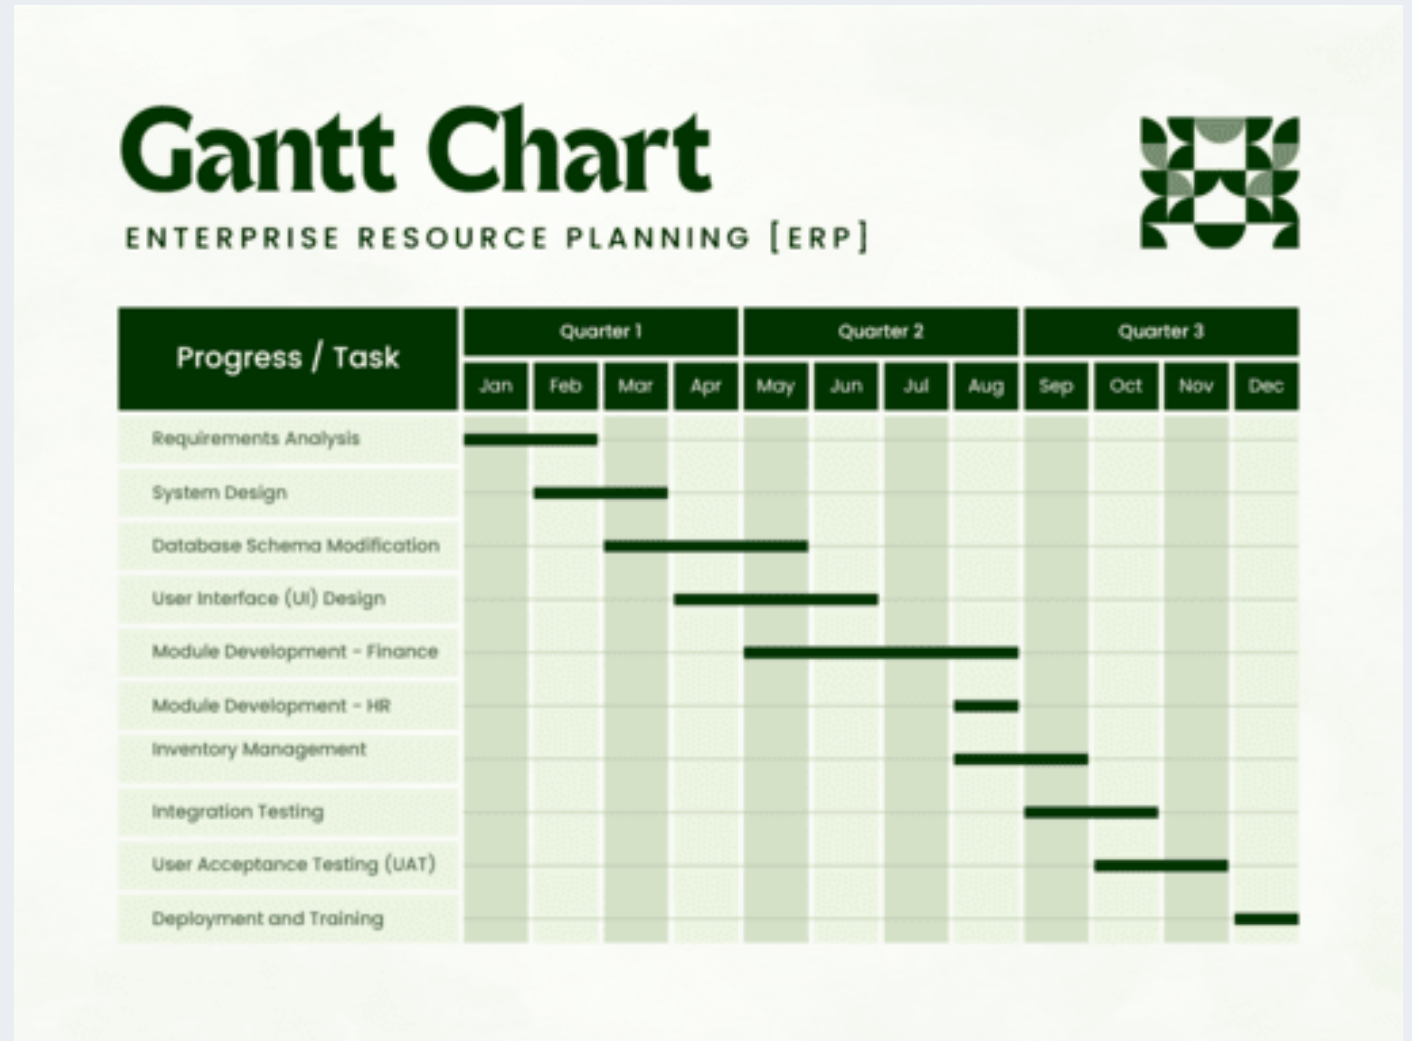 Gantt Chart
ENTERPRISE RESOURCE PLANNING [ERP]
Progress / Task
Quarter 1
Quarter 2
Quarter 3
Jan Feb Mar Apr May Jun Jul Aug Sep Oct Nov Dec
Requirements Analysis
System Design
Database Schema Modification
User Interface (UI) Design
Module Development - Finance
Module Development - HR
Inventory Management
Integration Testing
User Acceptance Testing (UAT)
Deployment and Training